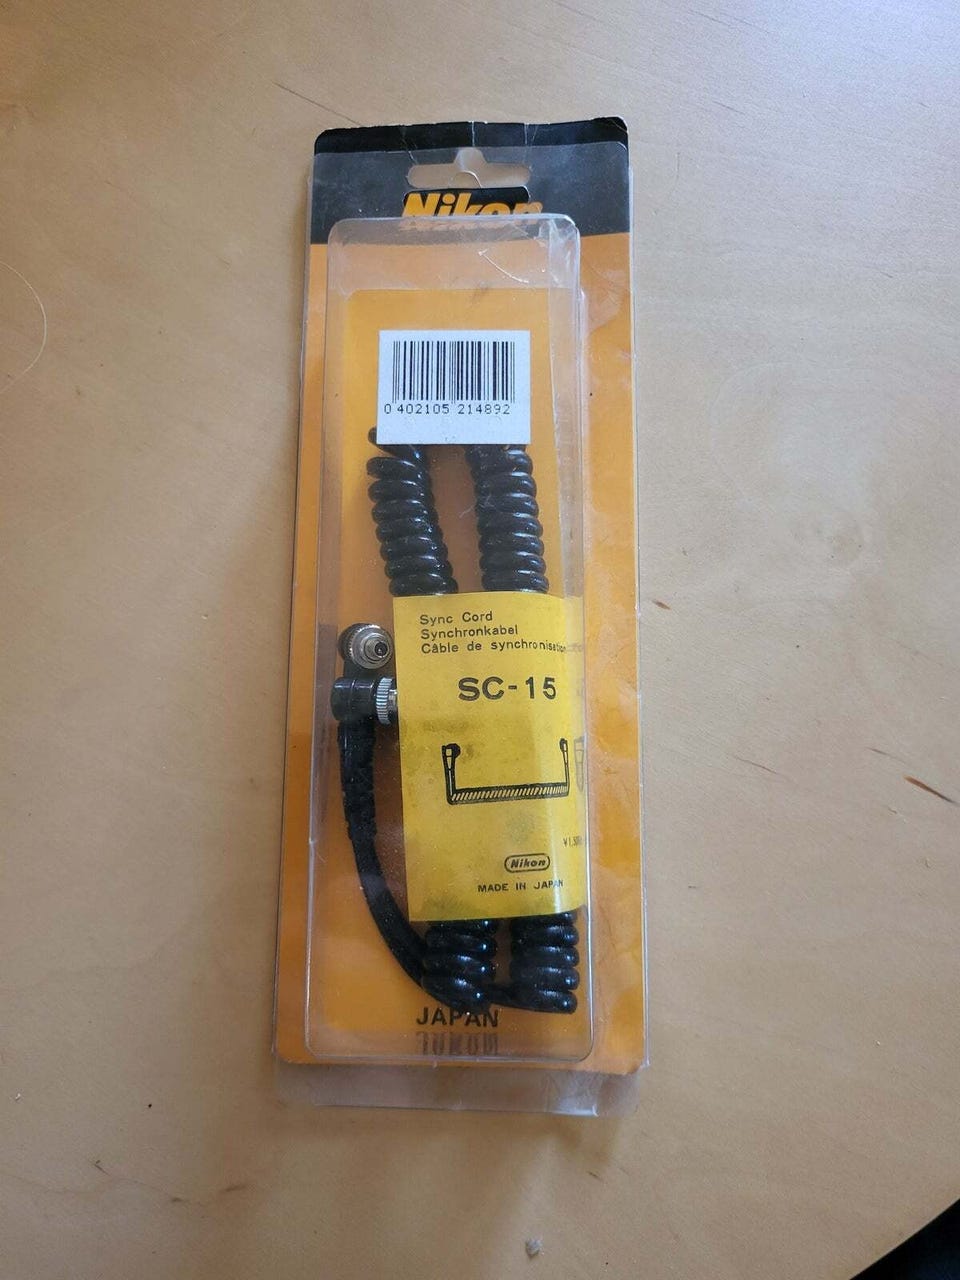 Nikon
0 402105 214892
Sync Cord
Synchronkabel
Câble de synchronisation
SC-15
Nikon
MADE IN JAPAN
JAPAN